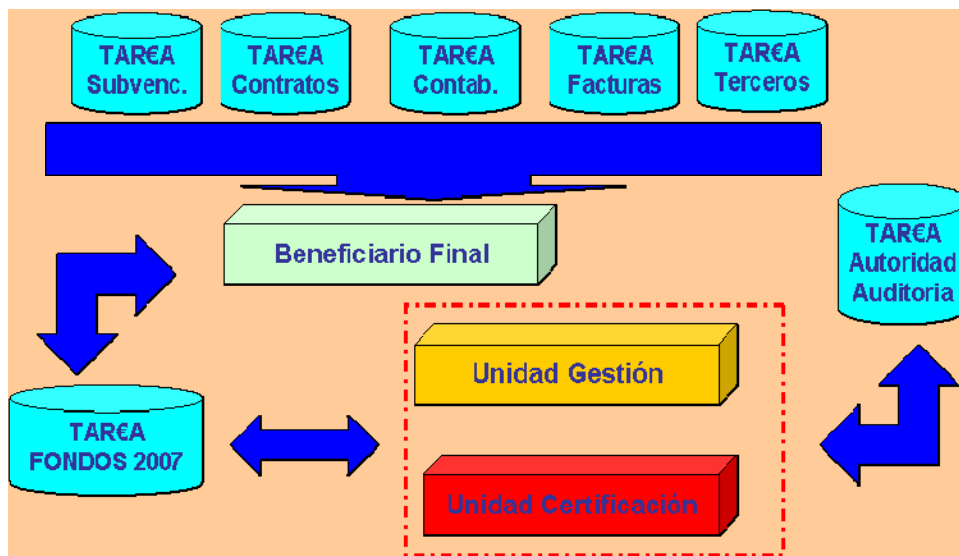 TAR€A
Subvenc.
TAR€A
Contratos
TAR€A
Contab.
TAR€A
Facturas
TAR€A
Terceros
Beneficiario Final
TAR€A
Autoridad
Auditoria
Unidad Gestión
TAR€A
FONDOS 2007
Unidad Certificación